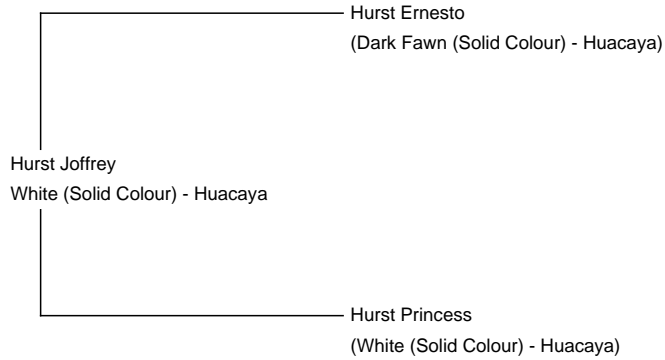 Hurst Ernesto
(Dark Fawn (Solid Colour) - Huacaya)
Hurst Joffrey
White (Solid Colour) - Huacaya
Hurst Princess
(White (Solid Colour) - Huacaya)